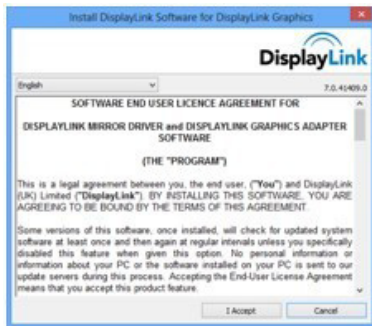 Install DisplayLink Software for DisplayLink Graphics
DisplayLink
English
7.0.41409.0
SOFTWARE END USER LICENCE AGREEMENT FOR
DISPLAYLINK MIRROR DRIVER and DISPLAYLINK GRAPHICS ADAPTER
SOFTWARE
(THE "PROGRAM")
This is a legal agreement between you, the end user, ("You") and DisplayLink
(UK) Limited ("DisplayLink"). BY INSTALLING THIS SOFTWARE, YOU ARE
AGREEING TO BE BOUND BY THE TERMS OF THIS AGREEMENT.
Some versions of this software, once installed, will check for updated system
software at least once and then again at regular intervals unless you specifically
disabled this feature when given this option. No personal information or
information about your PC or the software installed on your PC is sent to our
update servers during this process. Accepting the End-User License Agreement
means that you accept this product feature.
I Accept
Cancel